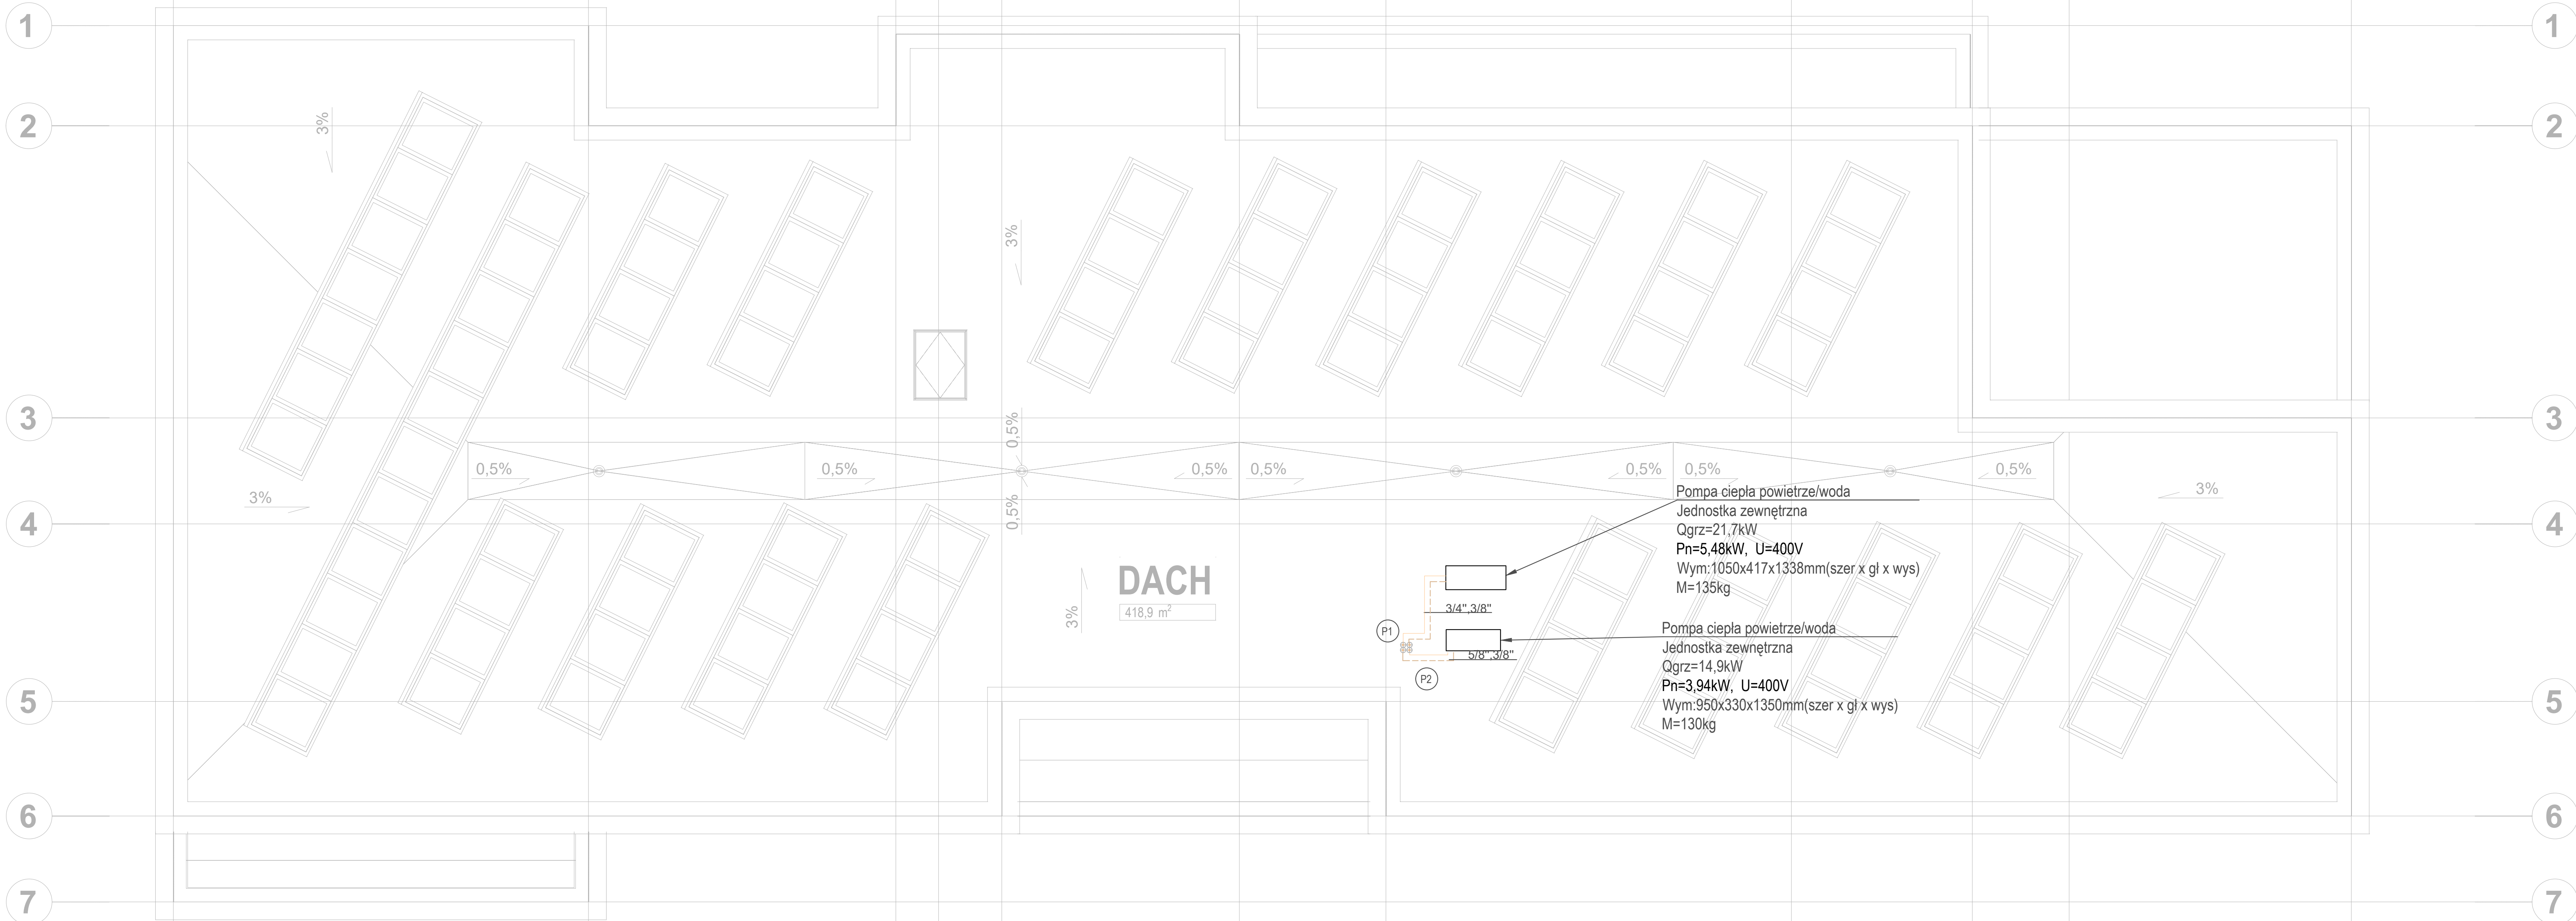 1
1
2
3%
2
3%
3
0,5%
3
0,5%
0,5%
0,5%
0,5%
0,5%
0,5%
0,5%
3%
3%
0,5%
4
4
Pompa ciepła powietrze/woda
Jednostka zewnętrzna
Qgrz=21,7kW
Pn=5,48kW, U=400V
Wym:1050x417x1338mm(szer x gł x wys)
M=135kg
DACH
418,9 m²
3%
3/4",3/8"
P1
5/8",3/8"
P2
Pompa ciepła powietrze/woda
Jednostka zewnętrzna
Qgrz=14,9kW
Pn=3,94kW, U=400V
Wym:950x330x1350mm(szer x gł x wys)
M=130kg
5
5
6
6
7
7